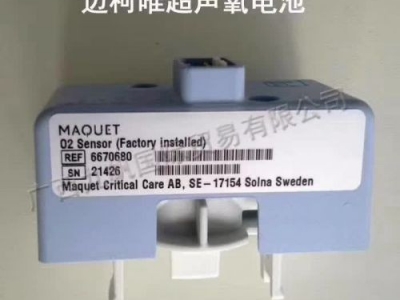 迈柯唯超声氧电池
MAQUET
O2 Sensor (Factory installed)
REF 6670680
SN 21426
Maquet Critical Care AB, SE-17154 Solna Sweden